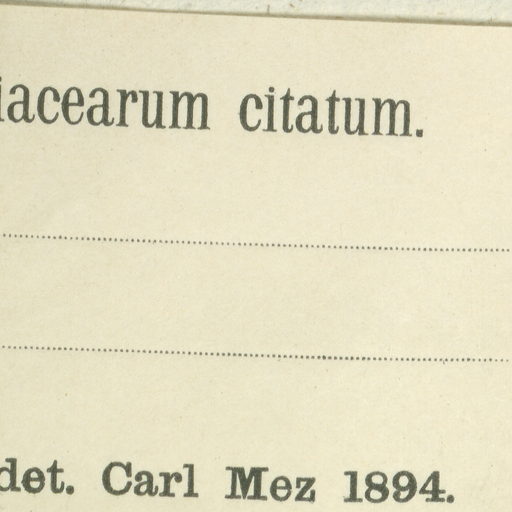 iacearum citatum.
det. Carl Mez 1894.